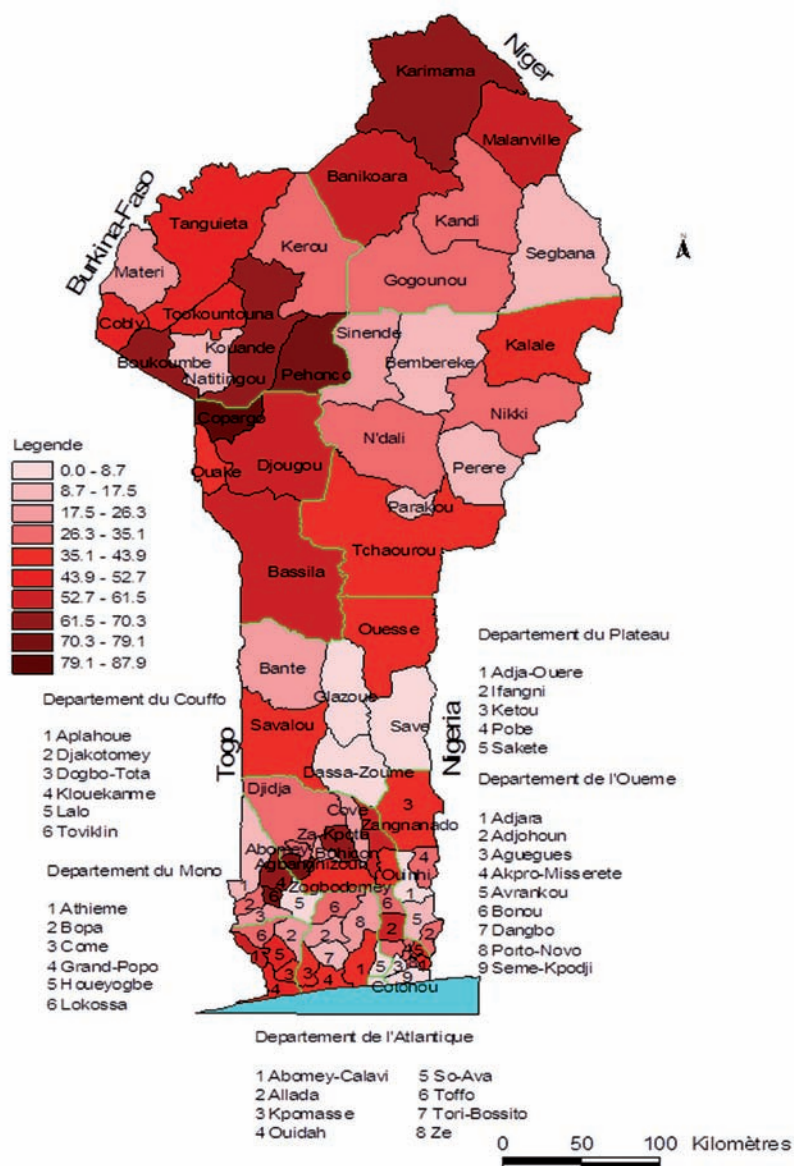 Niger
Karimama
Malanville
Banikoara
Burkina-Faso
Tanguieta
Kandi
Kerou
Segbana
Materi
Gogounou
N
Cobly
Tookountouna
Sinende
Kouande
Bembereke
Kalale
Boukoumbe
Pehonco
Natitingou
Copargo
Nikki
N'dali
Legende
Djougou
Perere
0.0 - 8.7
Ouake
8.7 - 17.5
Parakou
17.5 - 26.3
26.3 - 35.1
35.1 - 43.9
43.9 - 52.7
52.7 - 61.5
61.5 - 70.3
70.3 - 79.1
79.1 - 87.9
Tchaourou
Bassila
Ouesse
Bante
Glazoue
Save
Savalou
Dassa-Zoume
Togo
Nigeria
Djidja
Cove
3
Zangnanado
Za-Kpota
Abomey
Bohicon
Agbangnizoun
Ouinhi
Zogbodomey
Cotonou
Departement du Plateau
1 Adja-Ouere
2 Ifangni
3 Ketou
4 Pobe
5 Sakete
Departement du Couffo
1 Aplahoue
2 Djakotomey
3 Dogbo-Tota
4 Klouekanme
5 Lalo
6 Toviklin
Departement de l'Oueme
1 Adjara
2 Adjohoun
3 Aguegues
4 Akpro-Misserete
5 Avrankou
6 Bonou
7 Dangbo
8 Porto-Novo
9 Seme-Kpodji
Departement du Mono
1 Athieme
2 Bopa
3 Come
4 Grand-Popo
5 Houeyogbe
6 Lokossa
Departement de l'Atlantique
1 Abomey-Calavi
2 Allada
3 Kpomasse
4 Ouidah
5 So-Ava
6 Toffo
7 Tori-Bossito
8 Ze
0 50 100 Kilomètres